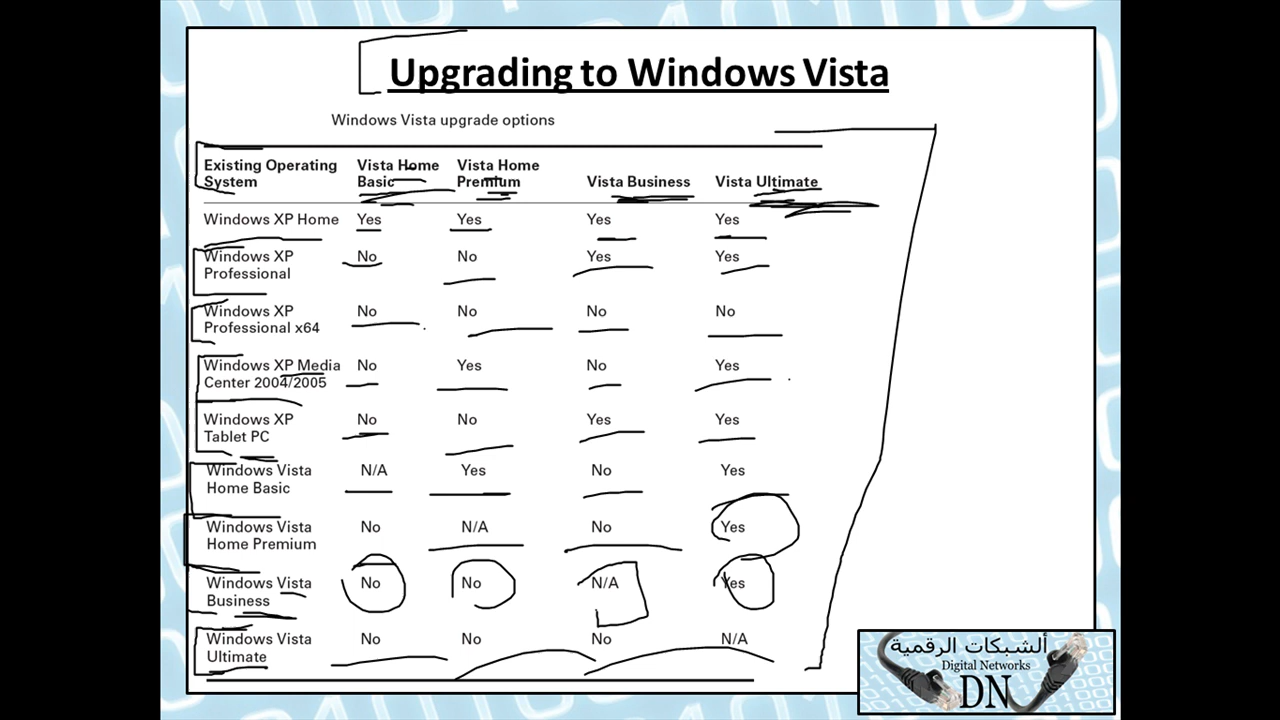 Upgrading to Windows Vista
Windows Vista upgrade options
Existing Operating System Vista Home Basic Vista Home Premium Vista Business Vista Ultimate
Windows XP Home Yes Yes Yes Yes
Windows XP Professional No No Yes Yes
Windows XP Professional x64 No No No No
Windows XP Media Center 2004/2005 No Yes No Yes
Windows XP Tablet PC No No Yes Yes
Windows Vista Home Basic N/A Yes No Yes
Windows Vista Home Premium No N/A No Yes
Windows Vista Business No No N/A Yes
Windows Vista Ultimate No No No N/A
ألشبكات الرقمية
Digital Networks
DN